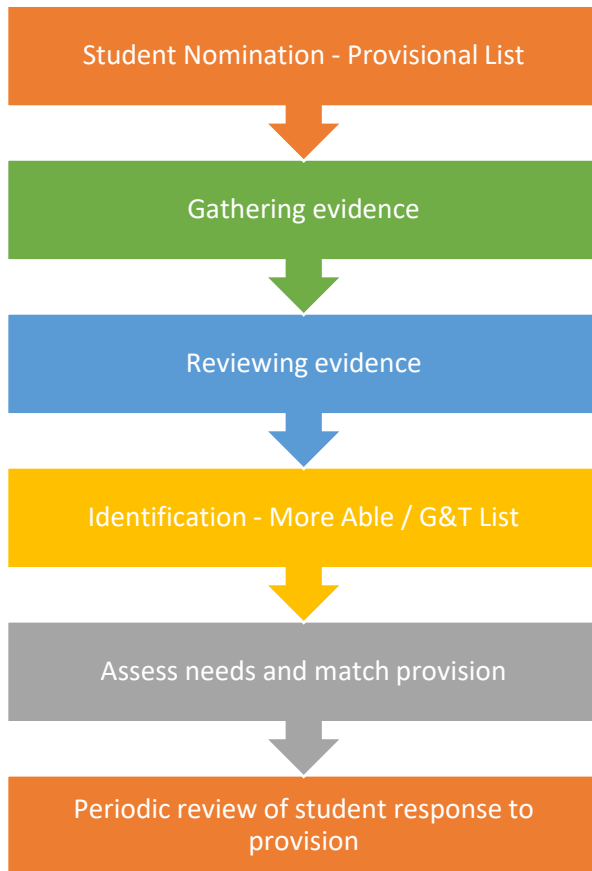 Student Nomination - Provisional List
Gathering evidence
Reviewing evidence
Identification - More Able / G&T List
Assess needs and match provision
Periodic review of student response to
provision